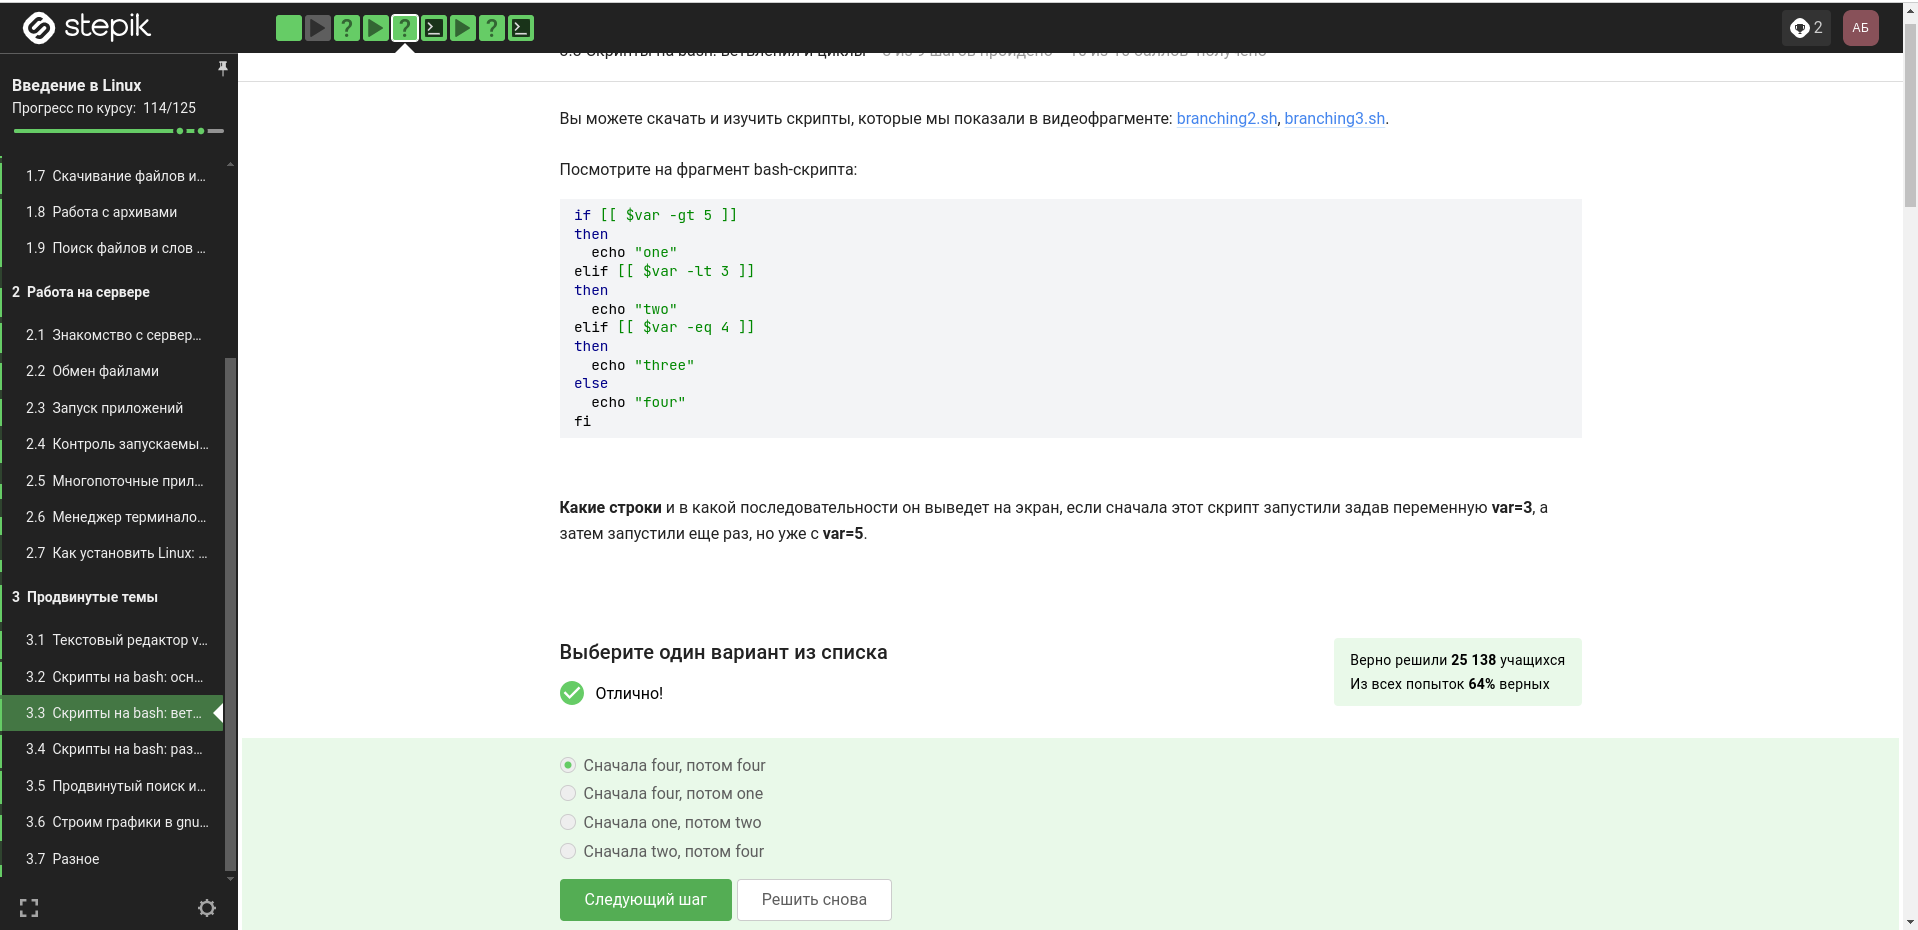 stepik
2
АБ
3.3 Скрипты на bash: ветвления и циклы
Введение в Linux
Прогресс по курсу: 114/125
1.7 Скачивание файлов и...
1.8 Работа с архивами
1.9 Поиск файлов и слов ...
2 Работа на сервере
2.1 Знакомство с сервер...
2.2 Обмен файлами
2.3 Запуск приложений
2.4 Контроль запускаемы...
2.5 Многопоточные прил...
2.6 Менеджер терминало...
2.7 Как установить Linux: ...
3 Продвинутые темы
3.1 Текстовый редактор v...
3.2 Скрипты на bash: осн...
3.3 Скрипты на bash: вет...
3.4 Скрипты на bash: раз...
3.5 Продвинутый поиск и...
3.6 Строим графики в gnu...
3.7 Разное
Вы можете скачать и изучить скрипты, которые мы показали в видеофрагменте: branching2.sh, branching3.sh.
Посмотрите на фрагмент bash-скрипта:
if [[ $var -gt 5 ]]
then
echo "one"
elif [[ $var -lt 3 ]]
then
echo "two"
elif [[ $var -eq 4 ]]
then
echo "three"
else
echo "four"
fi
Какие строки и в какой последовательности он выведет на экран, если сначала этот скрипт запустили задав переменную var=3, а
затем запустили еще раз, но уже с var=5.
Выберите один вариант из списка
Отлично!
Верно решили 25 138 учащихся
Из всех попыток 64% верных
Сначала four, потом four
Сначала four, потом one
Сначала one, потом two
Сначала two, потом four
Следующий шаг
Решить снова